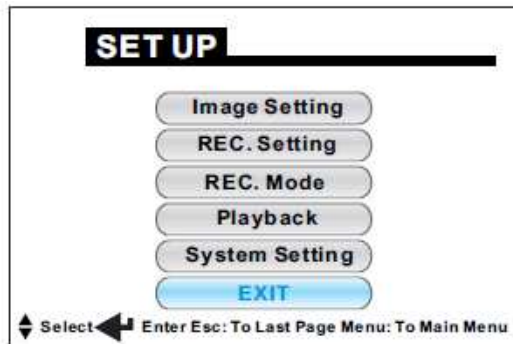 SET UP
Image Setting
REC. Setting
REC. Mode
Playback
System Setting
EXIT
Select Enter Esc: To Last Page Menu: To Main Menu